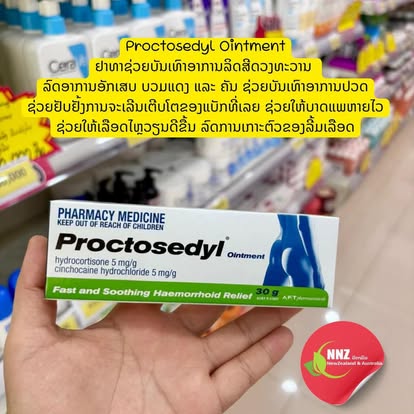 Proctosedyl Ointment
ຢາທາຊ່ວຍບັນເທົາອາການລິດສີດວງທະວານ
ລົດອາການອັກເສບ ບວມແດງ ແລະ ຄັນ ຊ່ວຍບັນເທົາອາການປວດ
ຊ່ວຍຢັບຢັ້ງການຈະເລີນເຕີບໂຕຂອງແບັກທີ່ເລຍ ຊ່ວຍໃຫ້ບາດແພຫາຍໄວ
ຊ່ວຍໃຫ້ເລືອດໄຫຼວຽນດີຂຶ້ນ ລົດການເກາະຕົວຂອງລີ້ມເລືອດ
PHARMACY MEDICINE
KEEP OUT OF REACH OF CHILDREN
Proctosedyl® Ointment
hydrocortisone 5 mg/g
cinchocaine hydrochloride 5 mg/g
30 g
Fast and Soothing Haemorrhoid Relief
NNZ
NewZealand & Australia